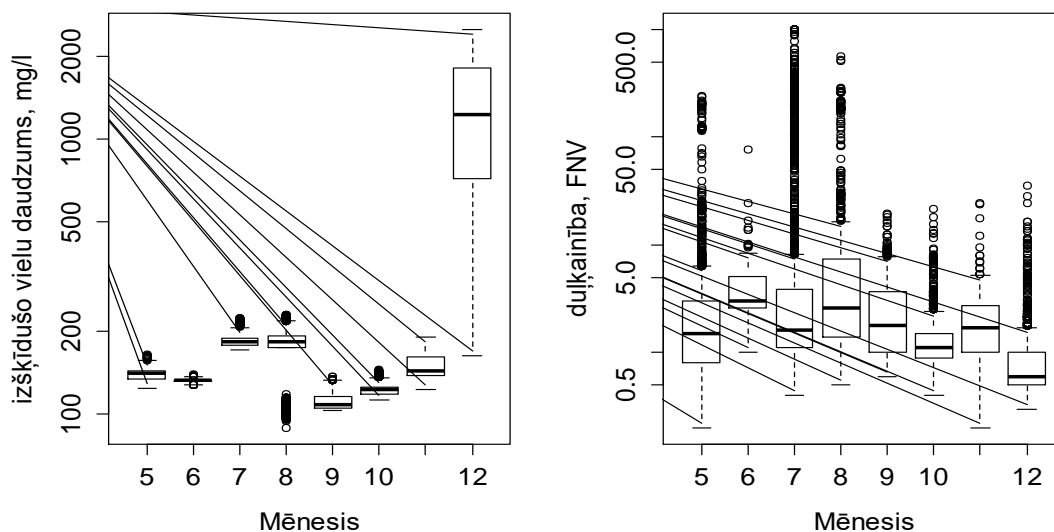 izšķīdušo vielu daudzums, mg/l
2000
1000
500
200
100
5 6 7 8 9 10 12
Mēnesis
duļķainība, FNV
500.0
50.0
5.0
0.5
5 6 7 8 9 10 12
Mēnesis